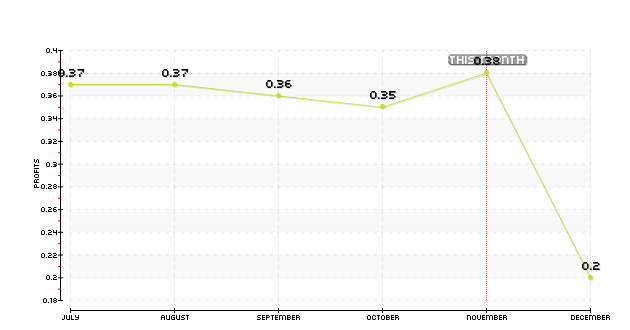 0.4
0.38
0.36
0.34
0.32
0.3
0.28
0.26
0.24
0.22
0.2
0.18
PROFITS
0.37
0.37
0.36
0.35
0.38
0.2
JULY
AUGUST
SEPTEMBER
OCTOBER
NOVEMBER
DECEMBER